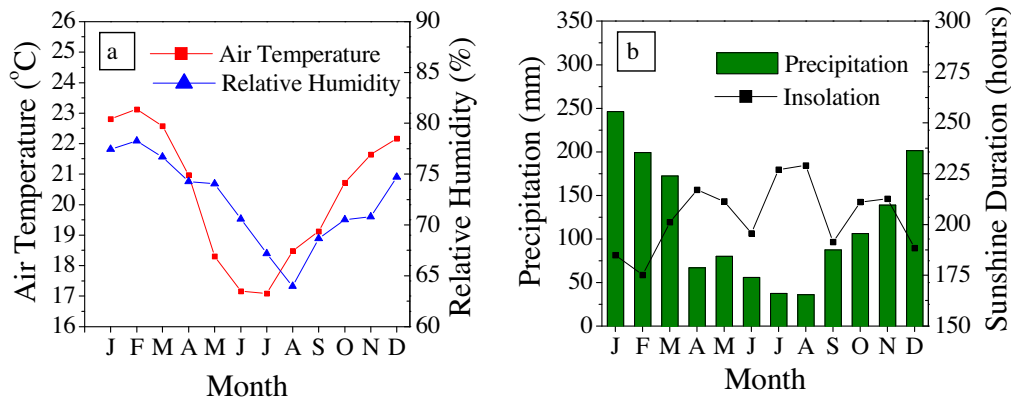 a
Air Temperature
Relative Humidity
Air Temperature (°C)
26
25
24
23
22
21
20
19
18
17
16
Relative Humidity (%)
90
85
80
75
70
65
60
J F M A M J J A S O N D
Month
b
Precipitation
Insolation
Precipitation (mm)
350
300
250
200
150
100
50
0
Sunshine Duration (hours)
300
275
250
225
200
175
150
J F M A M J J A S O N D
Month